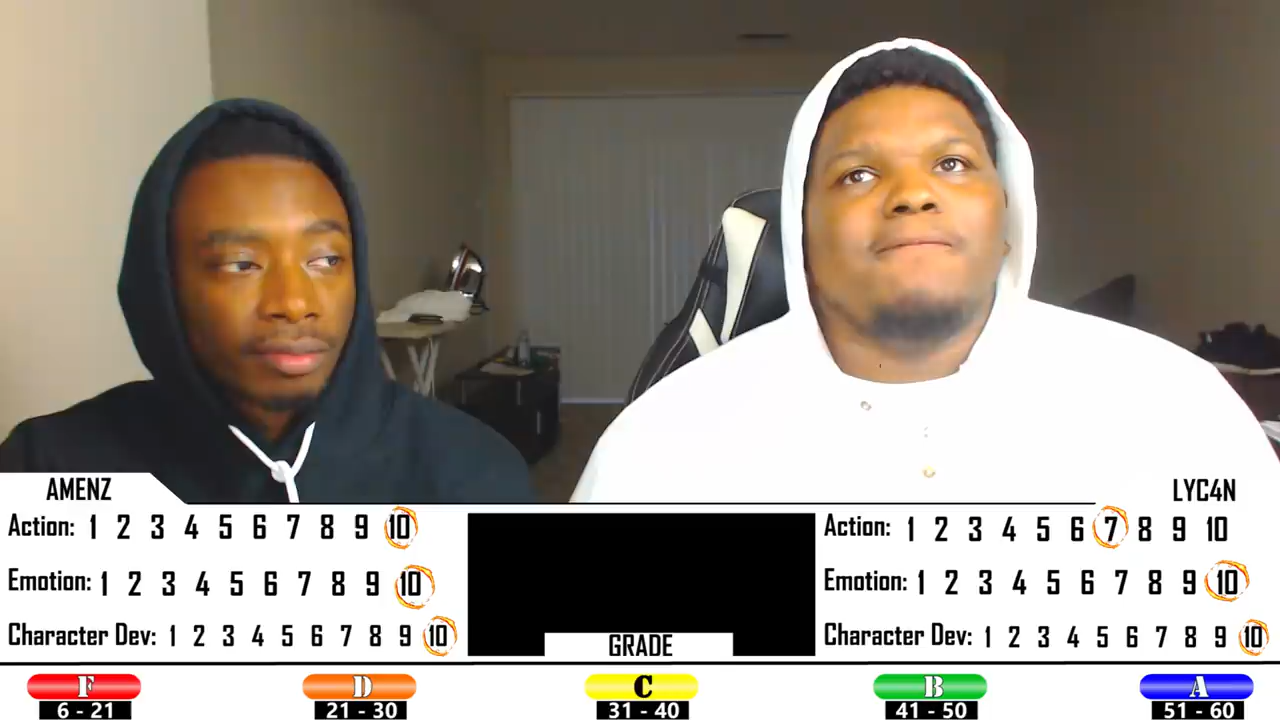 AMENZ
Action: 1 2 3 4 5 6 7 8 9 10
Emotion: 1 2 3 4 5 6 7 8 9 10
Character Dev: 1 2 3 4 5 6 7 8 9 10
GRADE
LYC4N
Action: 1 2 3 4 5 6 7 8 9 10
Emotion: 1 2 3 4 5 6 7 8 9 10
Character Dev: 1 2 3 4 5 6 7 8 9 10
F
6 - 21
D
21 - 30
C
31 - 40
B
41 - 50
A
51 - 60